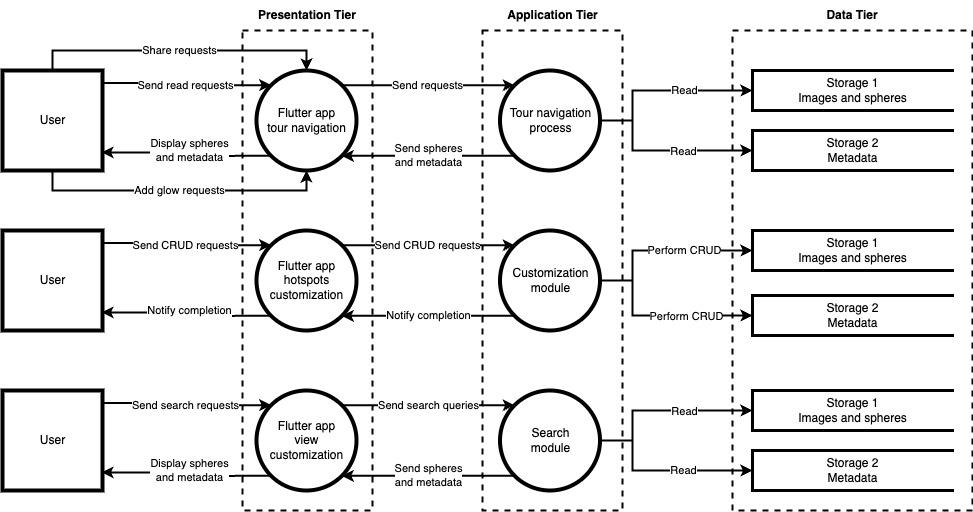 Presentation Tier
Application Tier
Data Tier
Share requests
Send read requests
Send requests
Read
Storage 1
Images and spheres
User
Flutter app
tour navigation
Tour navigation
process
Display spheres
and metadata
Send spheres
and metadata
Read
Storage 2
Metadata
Add glow requests
Send CRUD requests
Send CRUD requests
Perform CRUD
Storage 1
Images and spheres
User
Flutter app
hotspots
customization
Customization
module
Notify completion
Notify completion
Perform CRUD
Storage 2
Metadata
Send search requests
Send search queries
Read
Storage 1
Images and spheres
User
Flutter app
view
customization
Search
module
Display spheres
and metadata
Send spheres
and metadata
Read
Storage 2
Metadata